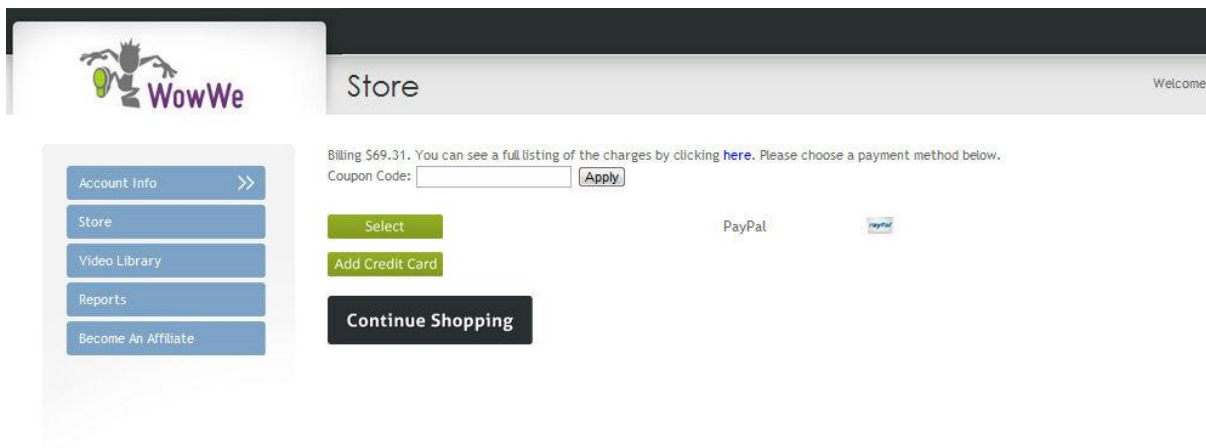 WowWe
Store
Welcome
Account Info >>
Store
Video Library
Reports
Become An Affiliate
Billing $69.31. You can see a full listing of the charges by clicking here. Please choose a payment method below.
Coupon Code: Apply
Select PayPal PayPal
Add Credit Card
Continue Shopping